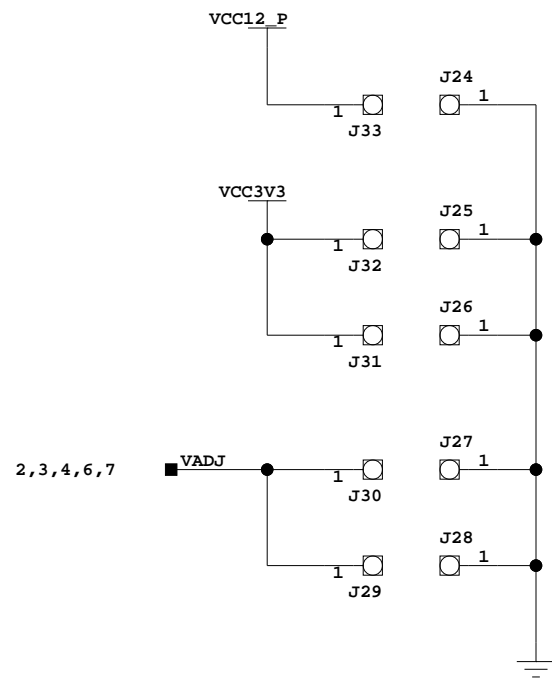 VCC12_P
J24
1 1
J33
VCC3V3
J25
1 1
J32
J26
1 1
J31
J27
2,3,4,6,7 VADJ 1 1
J30
J28
1 1
J29